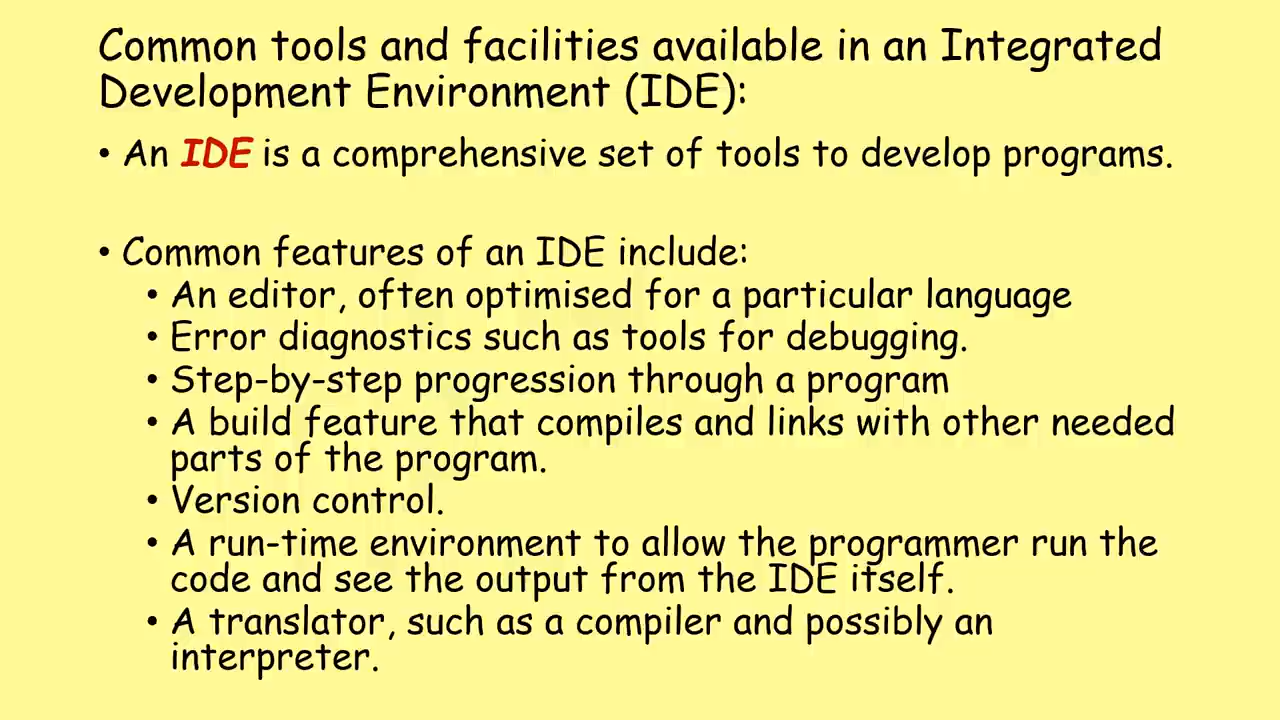 Common tools and facilities available in an Integrated
Development Environment (IDE):
• An IDE is a comprehensive set of tools to develop programs.
• Common features of an IDE include:
• An editor, often optimised for a particular language
• Error diagnostics such as tools for debugging.
• Step-by-step progression through a program
• A build feature that compiles and links with other needed
parts of the program.
• Version control.
• A run-time environment to allow the programmer run the
code and see the output from the IDE itself.
• A translator, such as a compiler and possibly an
interpreter.